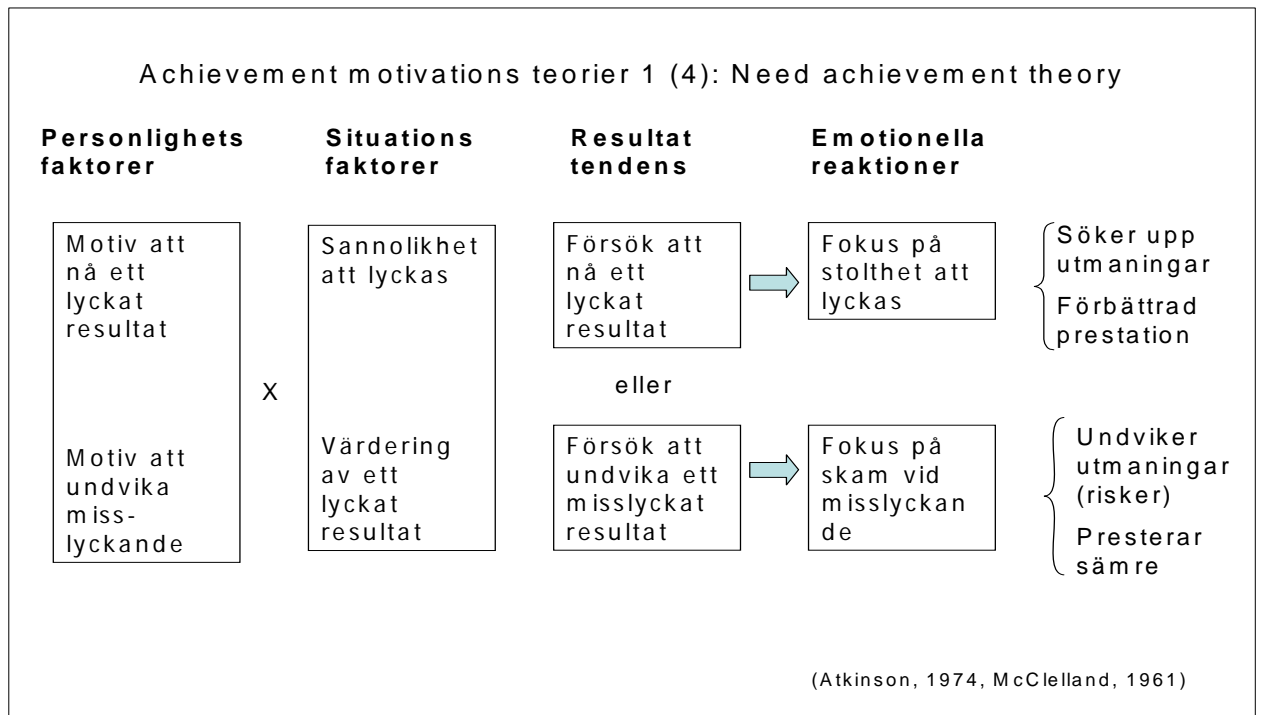 Achievement motivations teorier 1 (4): Need achievement theory
Personlighets
faktorer
Situations
faktorer
Resultat
tendens
Emotionella
reaktioner
Motiv att
nå ett
lyckat
resultat
Motiv att
undvika
miss-
lyckande
X
Sannolikhet
att lyckas
Värdering
av ett
lyckat
resultat
Försök att
nå ett
lyckat
resultat
eller
Försök att
undvika ett
misslyckat
resultat
Fokus på
stolthet att
lyckas
Fokus på
skam vid
misslyckan
de
Söker upp
utmaningar
Förbättrad
prestation
Undviker
utmaningar
(risker)
Presterar
sämre
(Atkinson, 1974, McClelland, 1961)